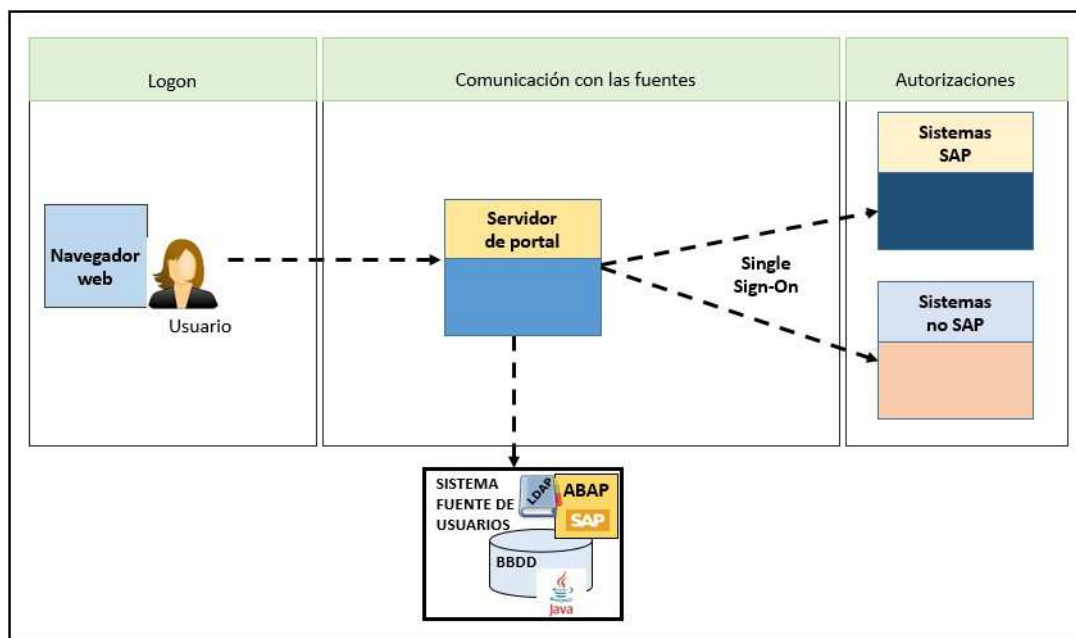 Logon
Comunicación con las fuentes
Autorizaciones
Navegador
web
Usuario
Servidor
de portal
Single
Sign-On
Sistemas
SAP
Sistemas
no SAP
SISTEMA
FUENTE DE
USUARIOS
LDAP
ABAP
SAP
BBDD
Java